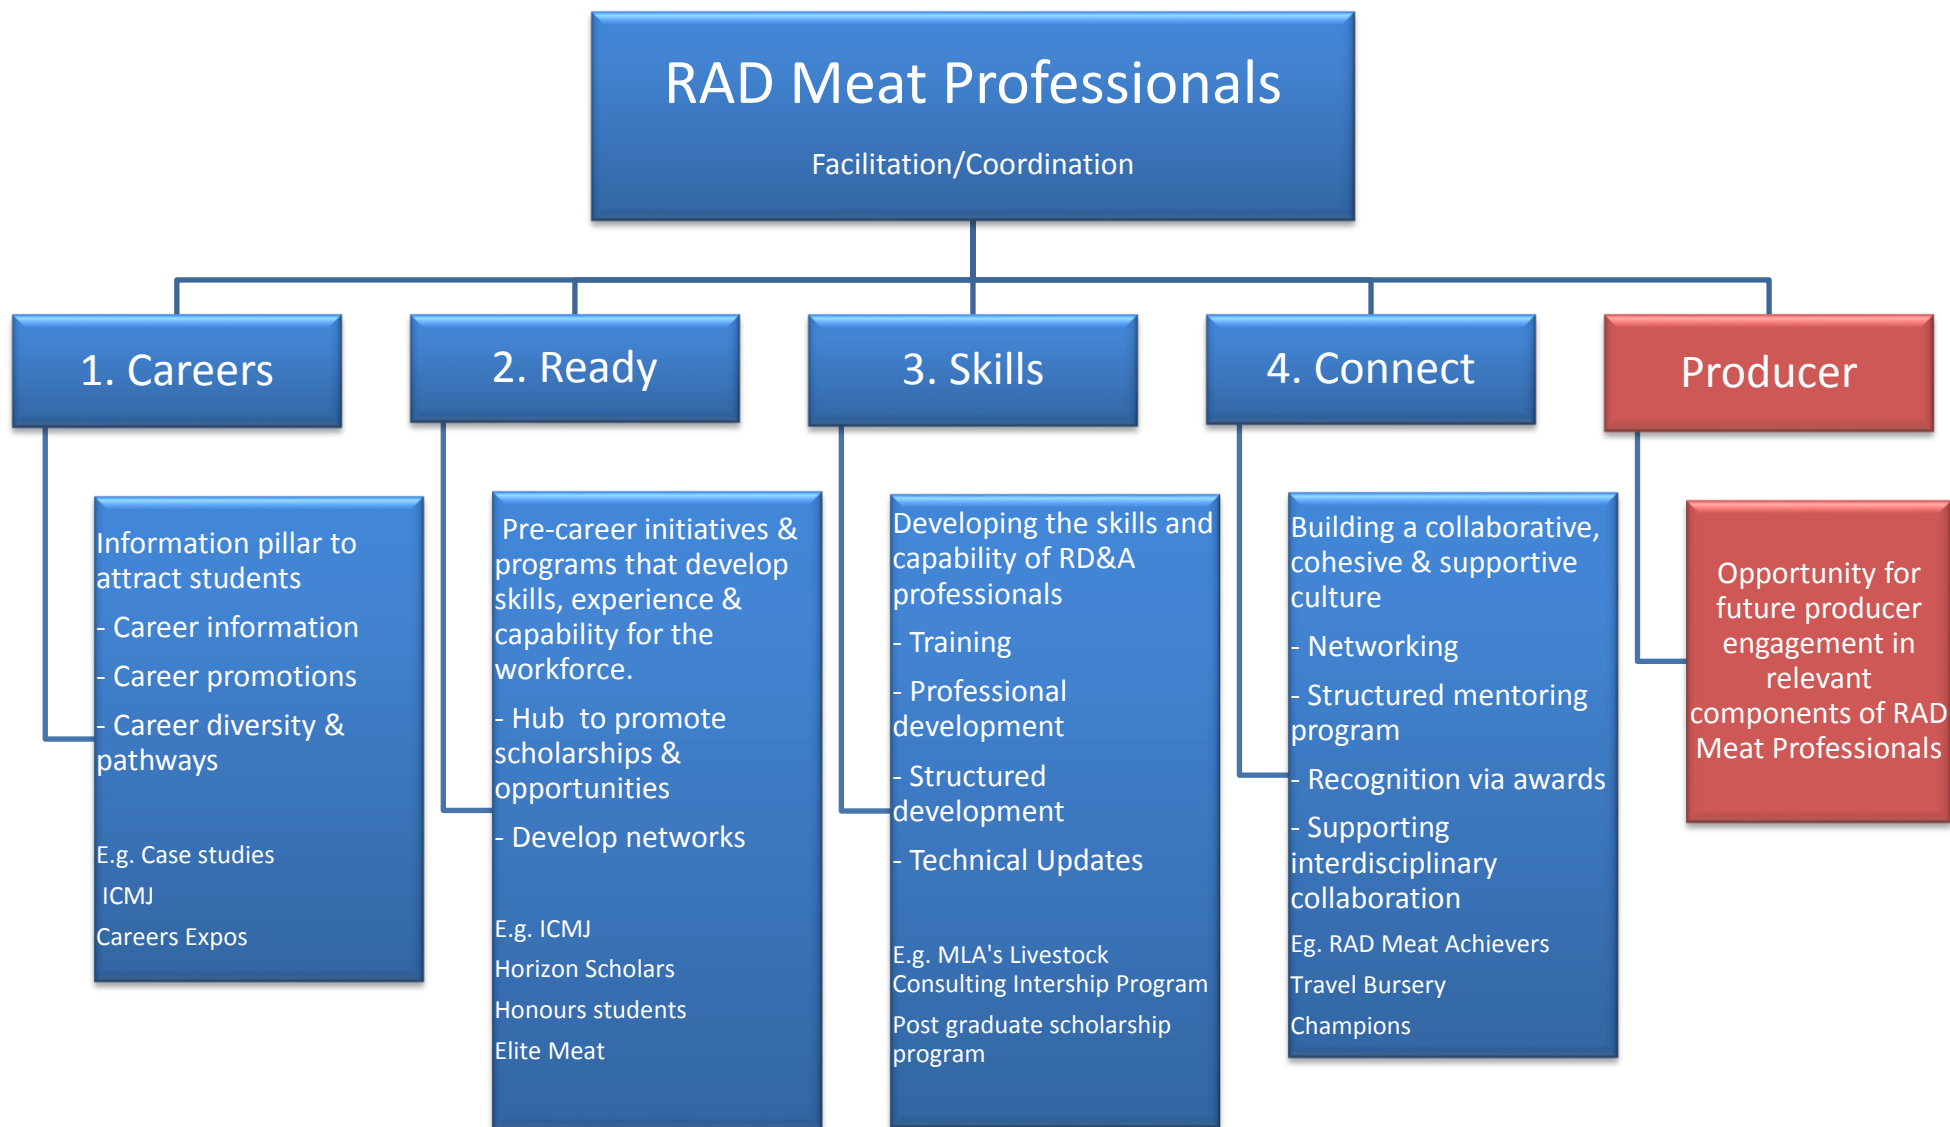 RAD Meat Professionals
Facilitation/Coordination
1. Careers
Information pillar to
attract students
- Career information
- Career promotions
- Career diversity &
pathways
E.g. Case studies
ICMJ
Careers Expos
2. Ready
Pre-career initiatives &
programs that develop
skills, experience &
capability for the
workforce.
- Hub  to promote
scholarships &
opportunities
- Develop networks
E.g. ICMJ
Horizon Scholars
Honours students
Elite Meat
3. Skills
Developing the skills and
capability of RD&A
professionals
- Training
- Professional
development
- Structured
development
- Technical Updates
E.g. MLA's Livestock
Consulting Intership Program
Post graduate scholarship
program
4. Connect
Building a collaborative,
cohesive & supportive
culture
- Networking
- Structured mentoring
program
- Recognition via awards
- Supporting
interdisciplinary
collaboration
Eg. RAD Meat Achievers
Travel Bursery
Champions
Producer
Opportunity for
future producer
engagement in
relevant
components of RAD
Meat Professionals